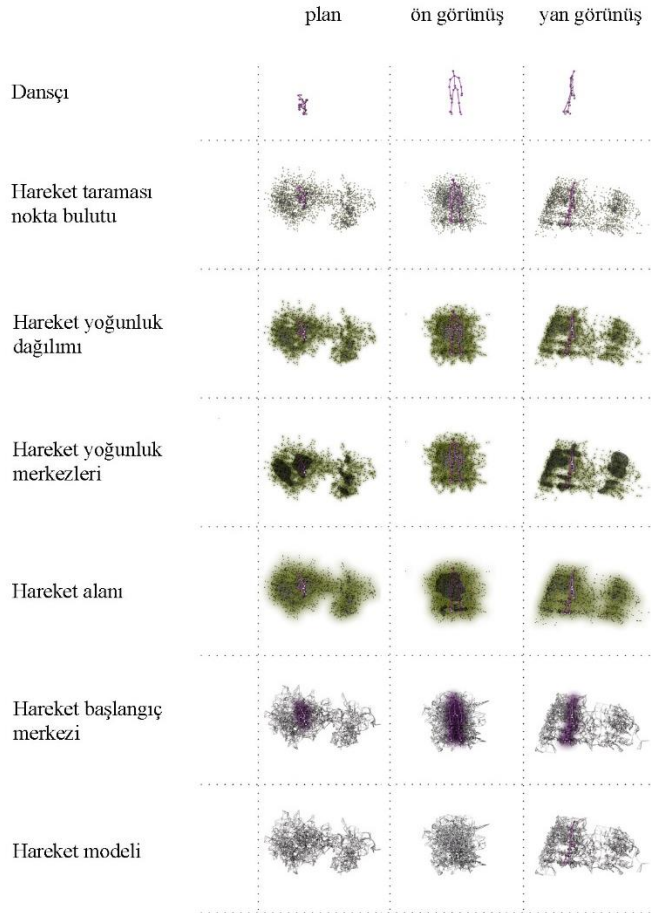 plan ön görünüş yan görünüş
Dansçı
Hareket taraması
nokta bulutu
Hareket yoğunluk
dağılımı
Hareket yoğunluk
merkezleri
Hareket alanı
Hareket başlangıç
merkezi
Hareket modeli